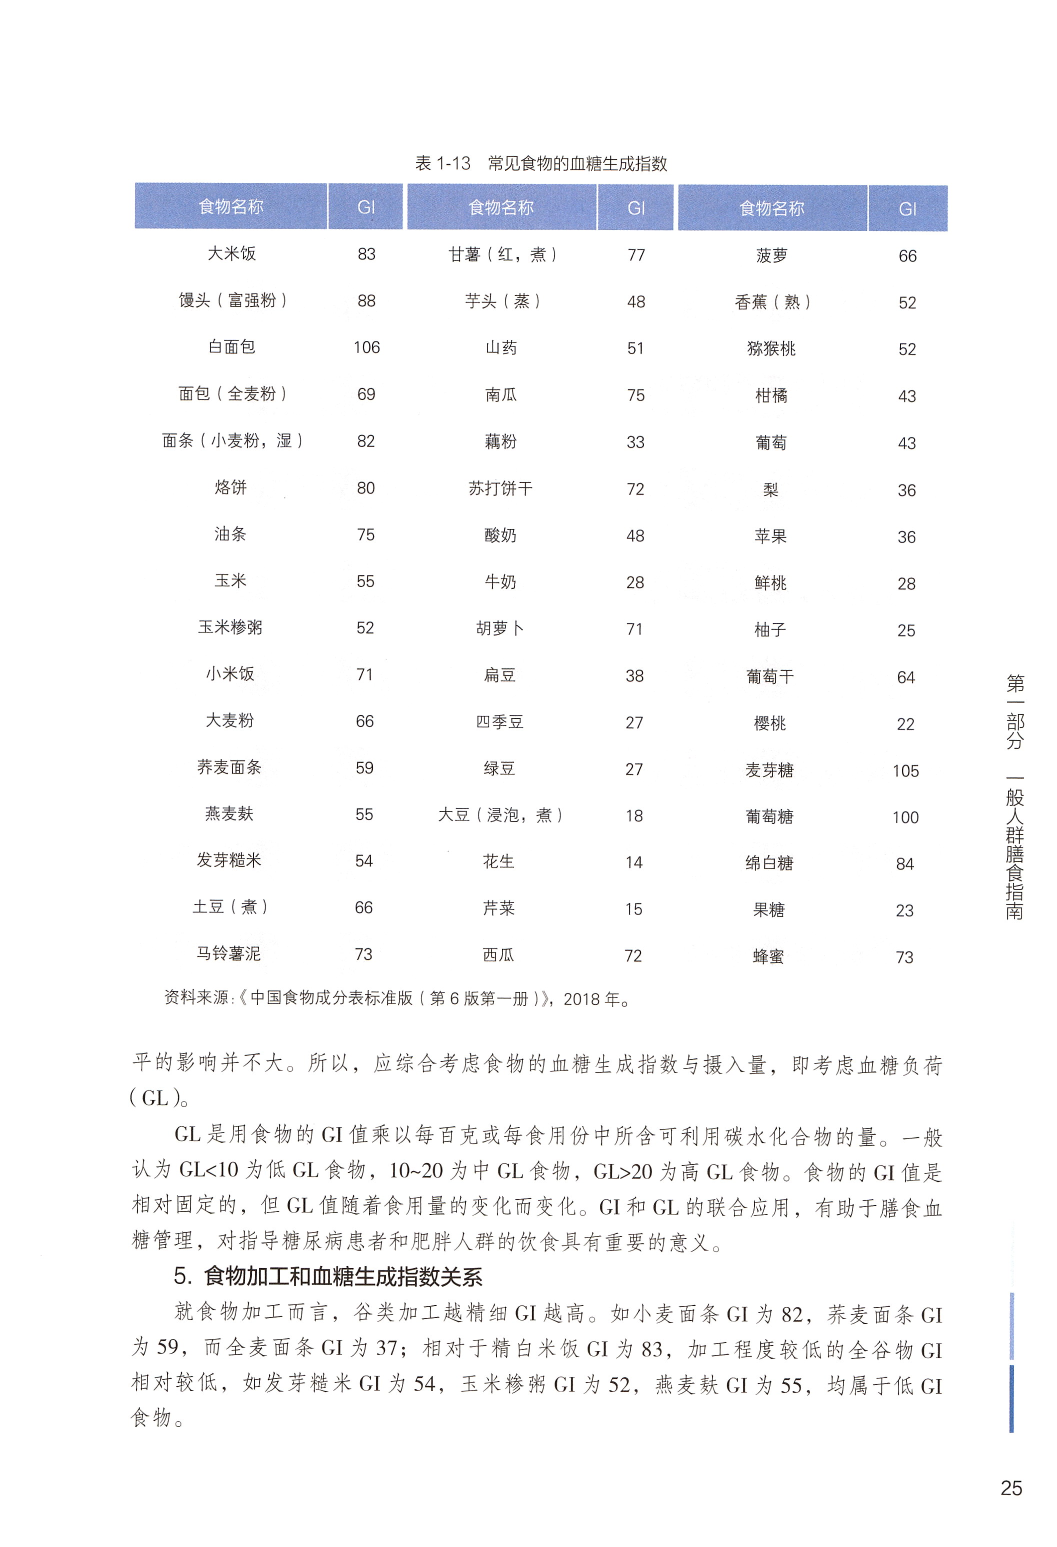 表 1-13 常见食物的血糖生成指数
食物名称 GI 食物名称 GI 食物名称 GI
大米饭 83 甘薯（红，煮） 77 菠萝 66
馒头（富强粉） 88 芋头（蒸） 48 香蕉（熟） 52
白面包 106 山药 51 猕猴桃 52
面包（全麦粉） 69 南瓜 75 柑橘 43
面条（小麦粉，湿） 82 藕粉 33 葡萄 43
烙饼 80 苏打饼干 72 梨 36
油条 75 酸奶 48 苹果 36
玉米 55 牛奶 28 鲜桃 28
玉米糁粥 52 胡萝卜 71 柚子 25
小米饭 71 扁豆 38 葡萄干 64
大麦粉 66 四季豆 27 樱桃 22
荞麦面条 59 绿豆 27 麦芽糖 105
燕麦麸 55 大豆（浸泡，煮） 18 葡萄糖 100
发芽糙米 54 花生 14 绵白糖 84
土豆（煮） 66 芹菜 15 果糖 23
马铃薯泥 73 西瓜 72 蜂蜜 73
资料来源：《中国食物成分表标准版（第 6 版第一册）》，2018 年。
平的影响并不大。所以，应综合考虑食物的血糖生成指数与摄入量，即考虑血糖负荷
（GL）。
GL 是用食物的 GI 值乘以每百克或每食用份中所含可利用碳水化合物的量。一般
认为 GL<10 为低 GL 食物，10~20 为中 GL 食物，GL>20 为高 GL 食物。食物的 GI 值是
相对固定的，但 GL 值随着食用量的变化而变化。GI 和 GL 的联合应用，有助于膳食血
糖管理，对指导糖尿病患者和肥胖人群的饮食具有重要的意义。
5. 食物加工和血糖生成指数关系
就食物加工而言，谷类加工越精细 GI 越高。如小麦面条 GI 为 82，荞麦面条 GI
为 59，而全麦面条 GI 为 37；相对于精白米饭 GI 为 83，加工程度较低的全谷物 GI
相对较低，如发芽糙米 GI 为 54，玉米糁粥 GI 为 52，燕麦麸 GI 为 55，均属于低 GI
食物。
第一部分 一般人群膳食指南
25